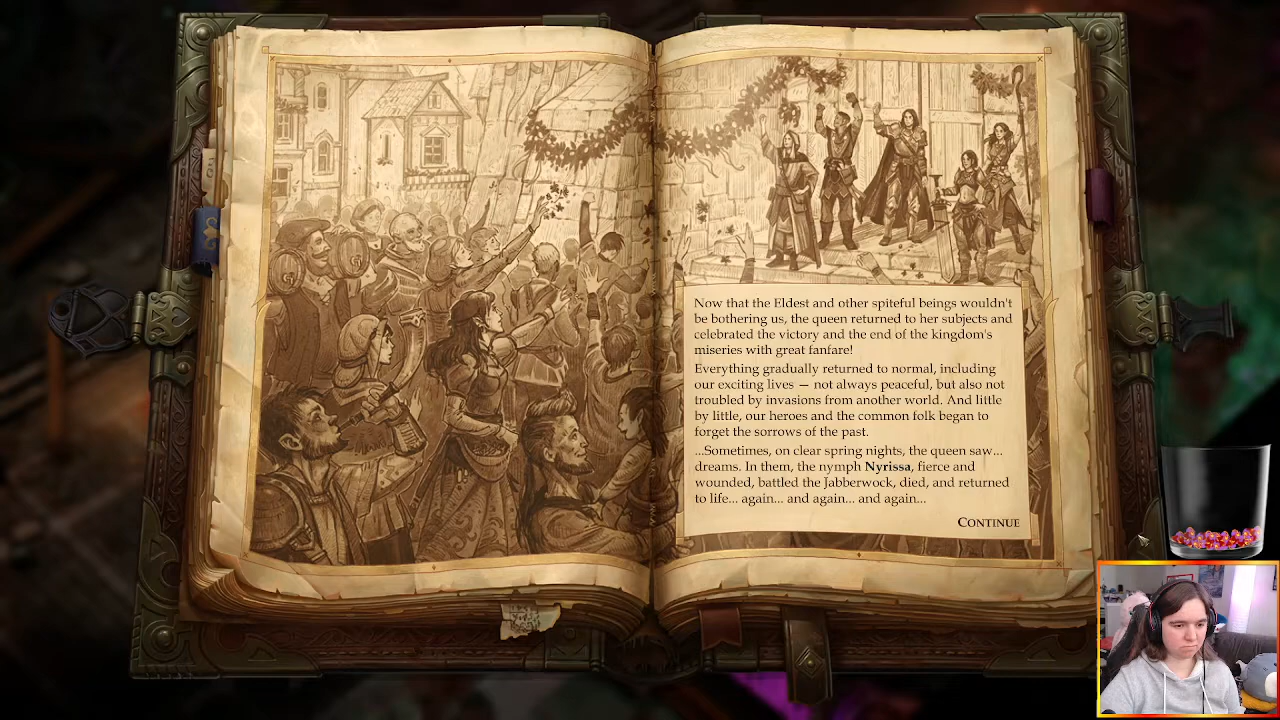 Now that the Eldest and other spiteful beings wouldn't
be bothering us, the queen returned to her subjects and
celebrated the victory and the end of the kingdom's
miseries with great fanfare!
Everything gradually returned to normal, including
our exciting lives — not always peaceful, but also not
troubled by invasions from another world. And little
by little, our heroes and the common folk began to
forget the sorrows of the past.
...Sometimes, on clear spring nights, the queen saw...
dreams. In them, the nymph Nyrissa, fierce and
wounded, battled the Jabberwock, died, and returned
to life... again... and again... and again...
Continue